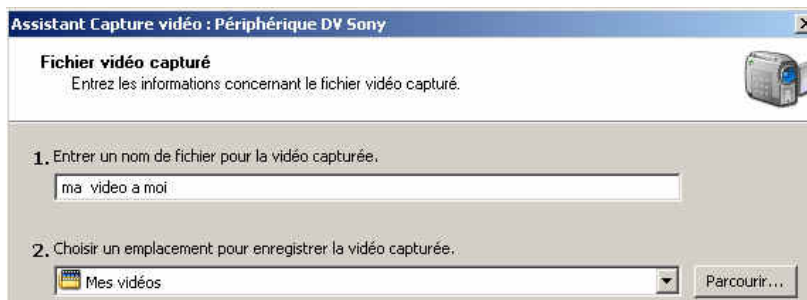 Assistant Capture vidéo : Périphérique DV Sony
Fichier vidéo capturé
Entrez les informations concernant le fichier vidéo capturé.
1. Entrer un nom de fichier pour la vidéo capturée.
ma video a moi
2. Choisir un emplacement pour enregistrer la vidéo capturée.
Mes vidéos
Parcourir...